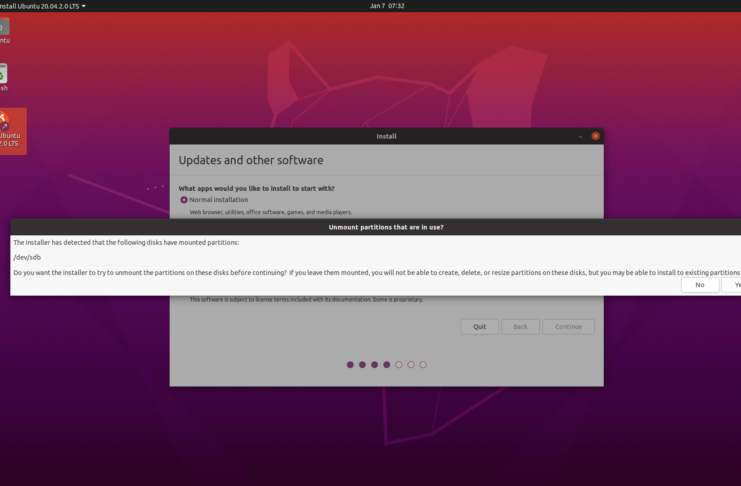 nstall Ubuntu 20.04.2.0 LTS
Jan 7 07:32
ntu
sh
Ubuntu
2.0 LTS
Install
Updates and other software
What apps would you like to install to start with?
Normal installation
Web browser, utilities, office software, games, and media players.
Unmount partitions that are in use?
The installer has detected that the following disks have mounted partitions:
/dev/sdb
Do you want the installer to try to unmount the partitions on these disks before continuing? If you leave them mounted, you will not be able to create, delete, or resize partitions on these disks, but you may be able to install to existing partitions
No
Ye
This software is subject to license terms included with its documentation. Some is proprietary.
Quit
Back
Continue